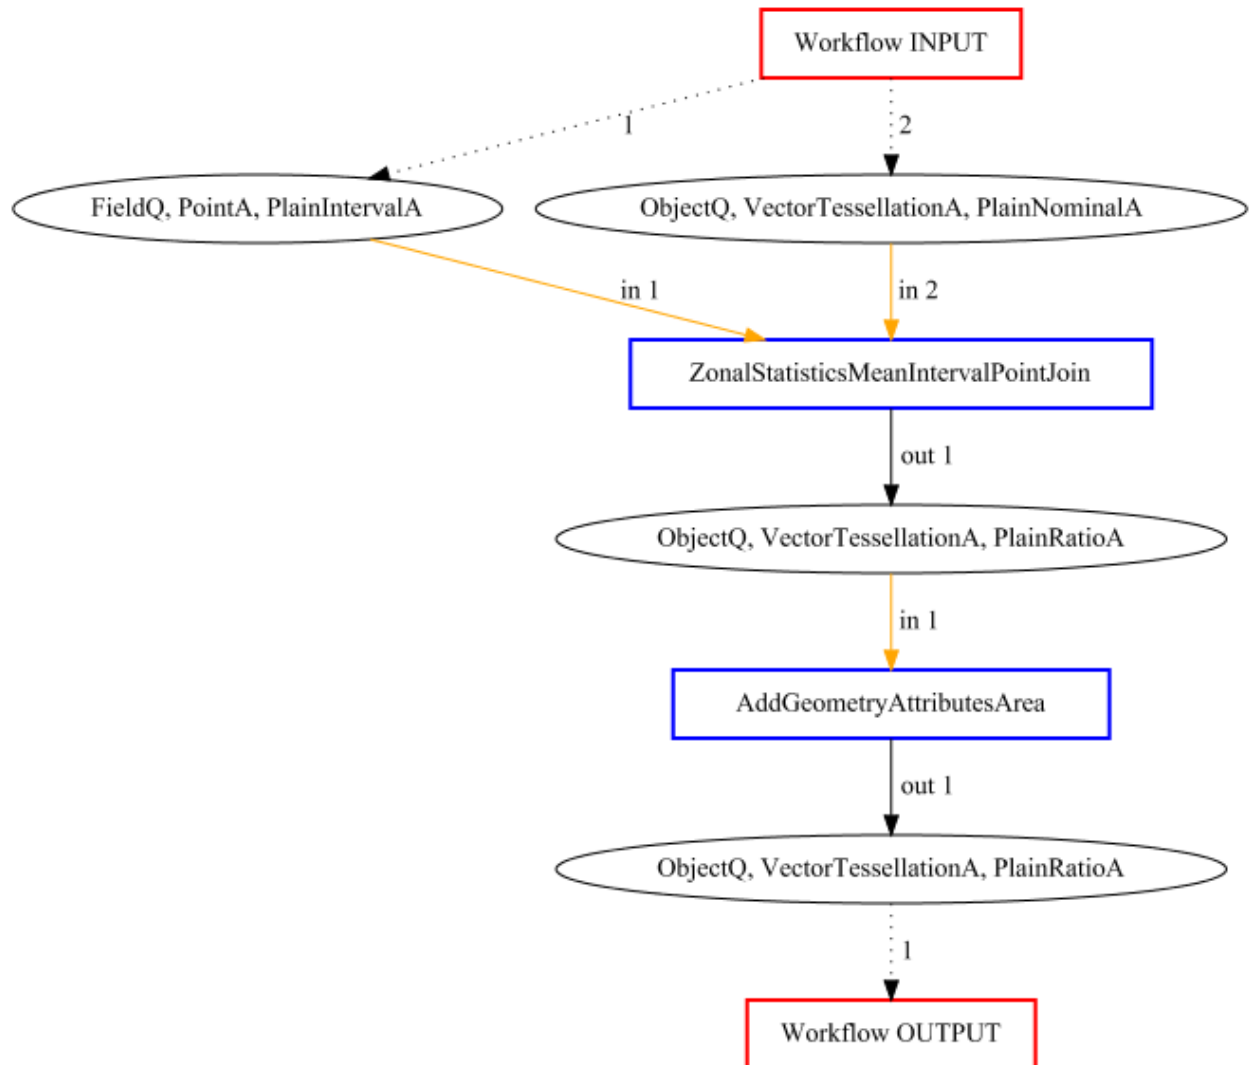 Workflow INPUT
1
2
FieldQ, PointA, PlainIntervalA
ObjectQ, VectorTessellationA, PlainNominalA
in 1
in 2
ZonalStatisticsMeanIntervalPointJoin
out 1
ObjectQ, VectorTessellationA, PlainRatioA
in 1
AddGeometryAttributesArea
out 1
ObjectQ, VectorTessellationA, PlainRatioA
1
Workflow OUTPUT